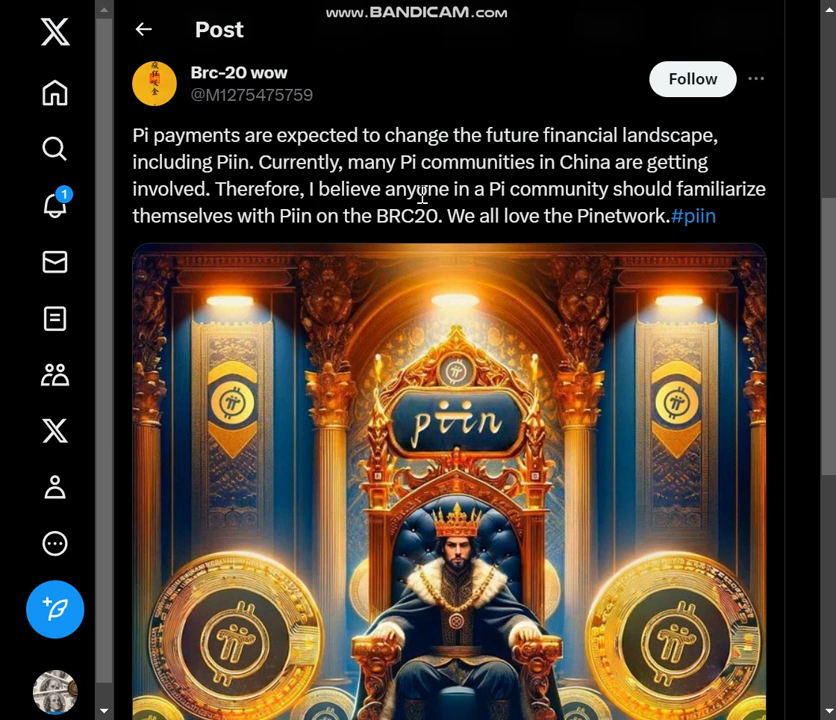 www.BANDICAM.com
Post
Brc-20 wow
@M1275475759
Follow
Pi payments are expected to change the future financial landscape,
including Piin. Currently, many Pi communities in China are getting
involved. Therefore, I believe anyone in a Pi community should familiarize
themselves with Piin on the BRC20. We all love the Pinetwork.#piin
1
piin